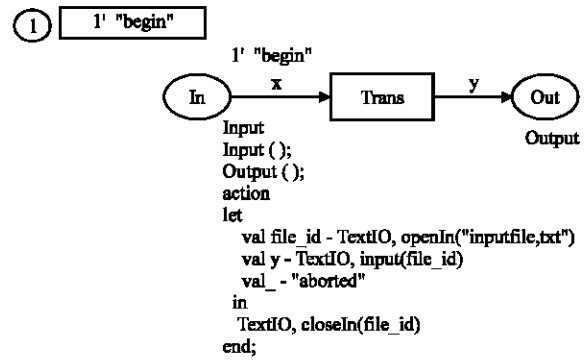 1
1' "begin"
1' "begin"
In
x
Trans
y
Out
Output
Input
Input ( );
Output ( );
action
let
val file_id - TextIO, openIn("inputfile,txt")
val y - TextIO, input(file_id)
val_ - "aborted"
in
TextIO, closeIn(file_id)
end;